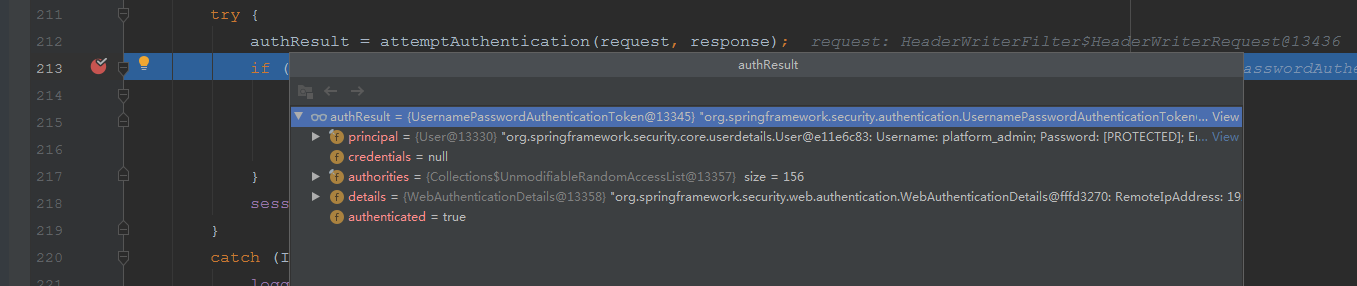 211 try {
212 authResult = attemptAuthentication(request, response); request: HeaderWriterFilter$HeaderWriterRequest@13436
213 if ( asswordAuthe
authResult
214
authResult = {UsernamePasswordAuthenticationToken@13345} "org.springframework.security.authentication.UsernamePasswordAuthenticationToken... View
215
principal = {User@13330} "org.springframework.security.core.userdetails.User@e11e6c83: Username: platform_admin; Password: [PROTECTED]; E... View
216
credentials = null
217 }
authorities = {Collections$UnmodifiableRandomAccessList@13357} size = 156
218 sess
details = {WebAuthenticationDetails@13358} "org.springframework.security.web.authentication.WebAuthenticationDetails@fffd3270: RemoteIpAddress: 19
authenticated = true
219 }
220 catch (I
221 logg